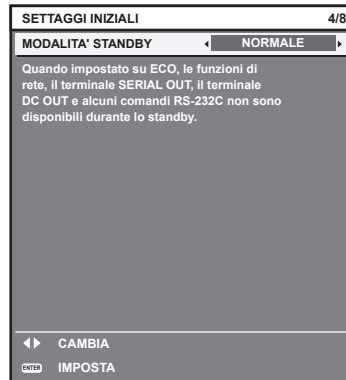 SETTAGGI INIZIALI 4/8
MODALITA' STANDBY NORMALE
Quando impostato su ECO, le funzioni di
rete, il terminale SERIAL OUT, il terminale
DC OUT e alcuni comandi RS-232C non sono
disponibili durante lo standby.
CAMBIA
ENTER IMPOSTA